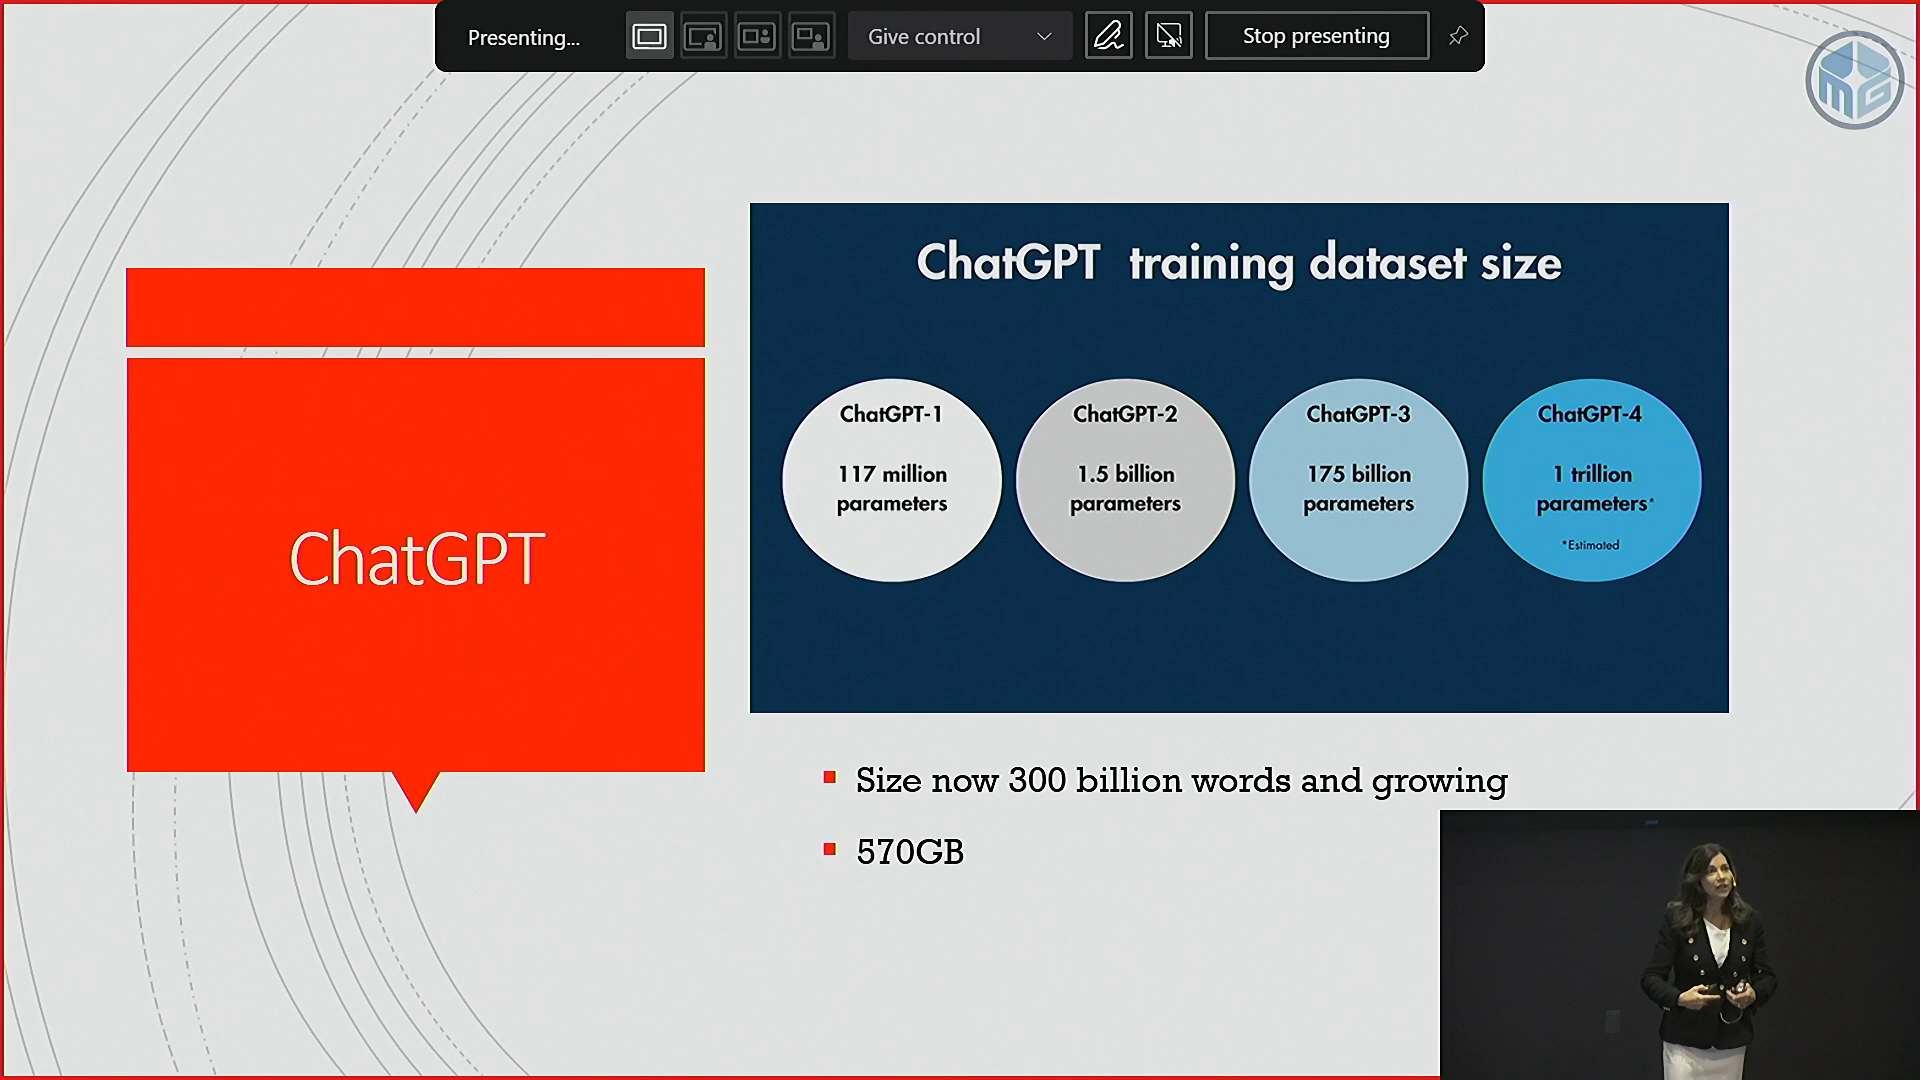 Presenting...
Give control
Stop presenting
MG
ChatGPT training dataset size
ChatGPT-1
117 million
parameters
ChatGPT-2
1.5 billion
parameters
ChatGPT-3
175 billion
parameters
ChatGPT-4
1 trillion
parameters*
*Estimated
ChatGPT
Size now 300 billion words and growing
570GB